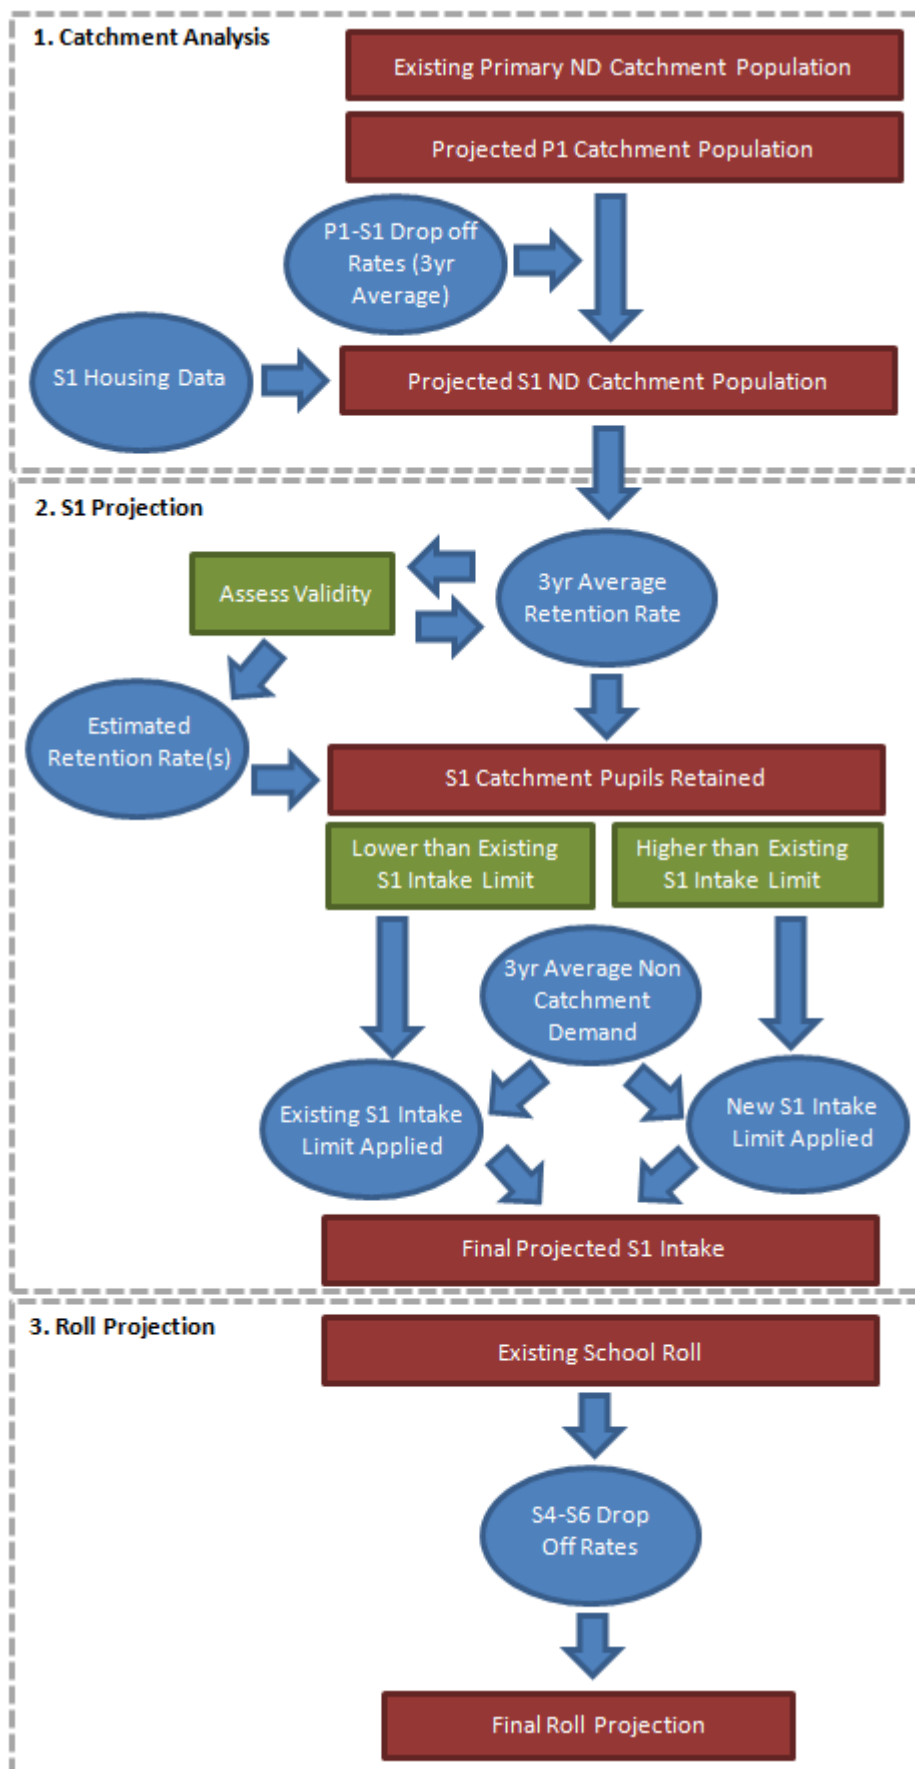 1. Catchment Analysis
Existing Primary ND Catchment Population
Projected P1 Catchment Population
P1-S1 Drop off
Rates (3yr
Average)
S1 Housing Data
Projected S1 ND Catchment Population
2. S1 Projection
Assess Validity
3yr Average
Retention Rate
Estimated
Retention Rate(s)
S1 Catchment Pupils Retained
Lower than Existing
S1 Intake Limit
Higher than Existing
S1 Intake Limit
3yr Average Non
Catchment
Demand
Existing S1 Intake
Limit Applied
New S1 Intake
Limit Applied
Final Projected S1 Intake
3. Roll Projection
Existing School Roll
S4-S6 Drop
Off Rates
Final Roll Projection